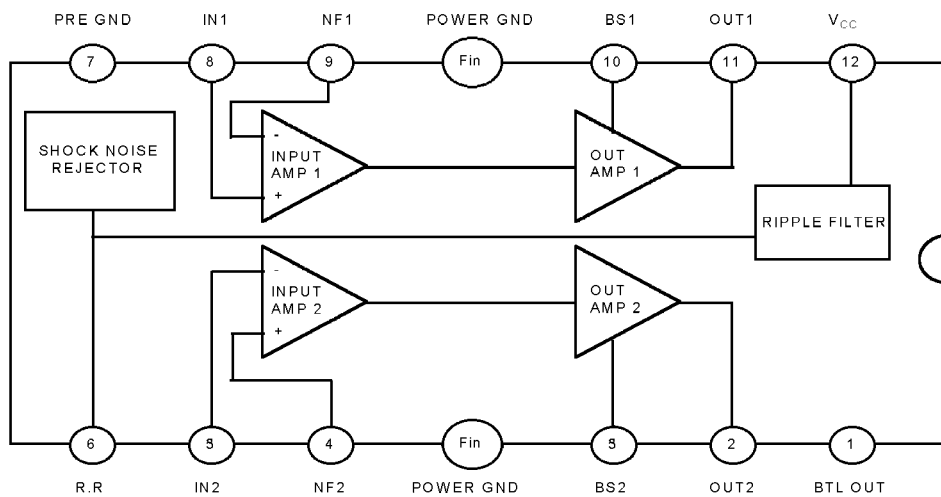 PRE GND IN1 NF1 POWER GND BS1 OUT1 VCC
7 8 9 Fin 10 11 12
SHOCK NOISE
REJECTOR
-
INPUT
AMP 1
+
OUT
AMP 1
RIPPLE FILTER
-
INPUT
AMP 2
+
OUT
AMP 2
6 5 4 Fin 3 2 1
R.R IN2 NF2 POWER GND BS2 OUT2 BTL OUT